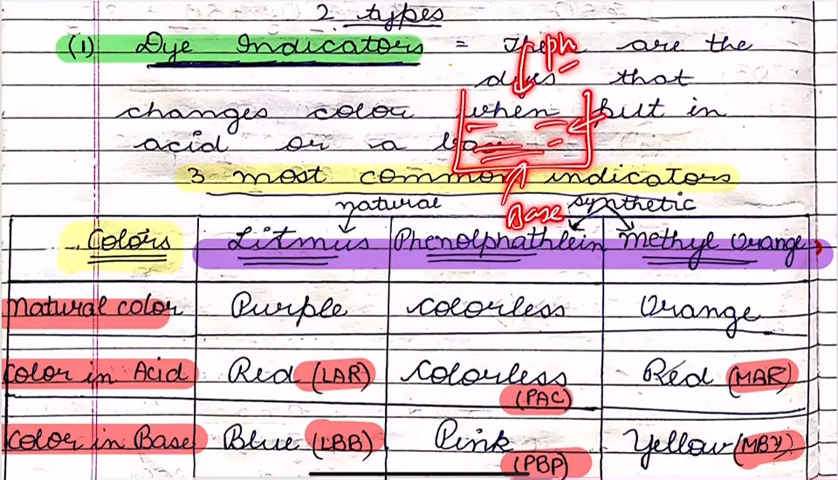 2 types
(1) Dye Indicators = These are the
dyes that
changes color when put in
acid or a base
3 most common indicators
natural synthetic
ph
Base
Colors Litmus Phenolphathlein Methyl Orange
Natural color Purple colorless Orange
Color in Acid Red (LAR) Colorless (PAC) Red (MAR)
Color in Base Blue (LBB) Pink (PBP) Yellow (MBY)